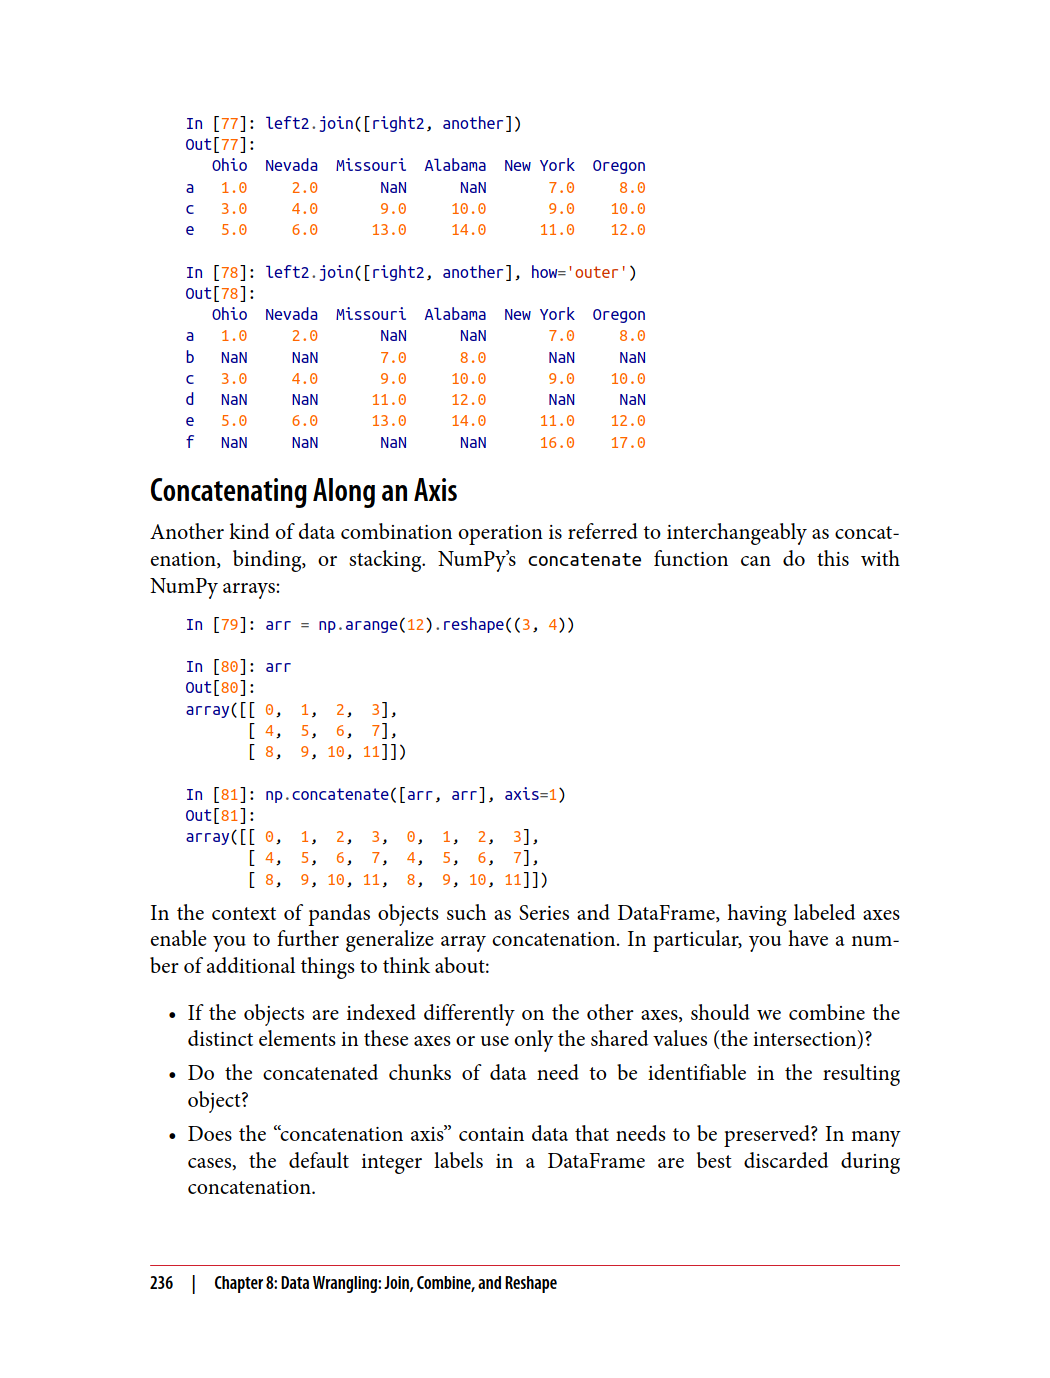 In [77]: left2.join([right2, another])
Out[77]:
   Ohio  Nevada  Missouri  Alabama  New York  Oregon
a   1.0     2.0       NaN      NaN       7.0     8.0
c   3.0     4.0       9.0     10.0       9.0    10.0
e   5.0     6.0      13.0     14.0      11.0    12.0
In [78]: left2.join([right2, another], how='outer')
Out[78]:
   Ohio  Nevada  Missouri  Alabama  New York  Oregon
a   1.0     2.0       NaN      NaN       7.0     8.0
b   NaN     NaN       7.0      8.0       NaN     NaN
c   3.0     4.0       9.0     10.0       9.0    10.0
d   NaN     NaN      11.0     12.0       NaN     NaN
e   5.0     6.0      13.0     14.0      11.0    12.0
f   NaN     NaN       NaN      NaN      16.0    17.0
Concatenating Along an Axis
Another kind of data combination operation is referred to interchangeably as concat-
enation, binding, or stacking. NumPy’s concatenate function can do this with
NumPy arrays:
In [79]: arr = np.arange(12).reshape((3, 4))
In [80]: arr
Out[80]:
array([[ 0,  1,  2,  3],
       [ 4,  5,  6,  7],
       [ 8,  9, 10, 11]])
In [81]: np.concatenate([arr, arr], axis=1)
Out[81]:
array([[ 0,  1,  2,  3,  0,  1,  2,  3],
       [ 4,  5,  6,  7,  4,  5,  6,  7],
       [ 8,  9, 10, 11,  8,  9, 10, 11]])
In the context of pandas objects such as Series and DataFrame, having labeled axes
enable you to further generalize array concatenation. In particular, you have a num-
ber of additional things to think about:
• If the objects are indexed differently on the other axes, should we combine the
distinct elements in these axes or use only the shared values (the intersection)?
• Do the concatenated chunks of data need to be identifiable in the resulting
object?
• Does the “concatenation axis” contain data that needs to be preserved? In many
cases, the default integer labels in a DataFrame are best discarded during
concatenation.
236 | Chapter 8: Data Wrangling: Join, Combine, and Reshape